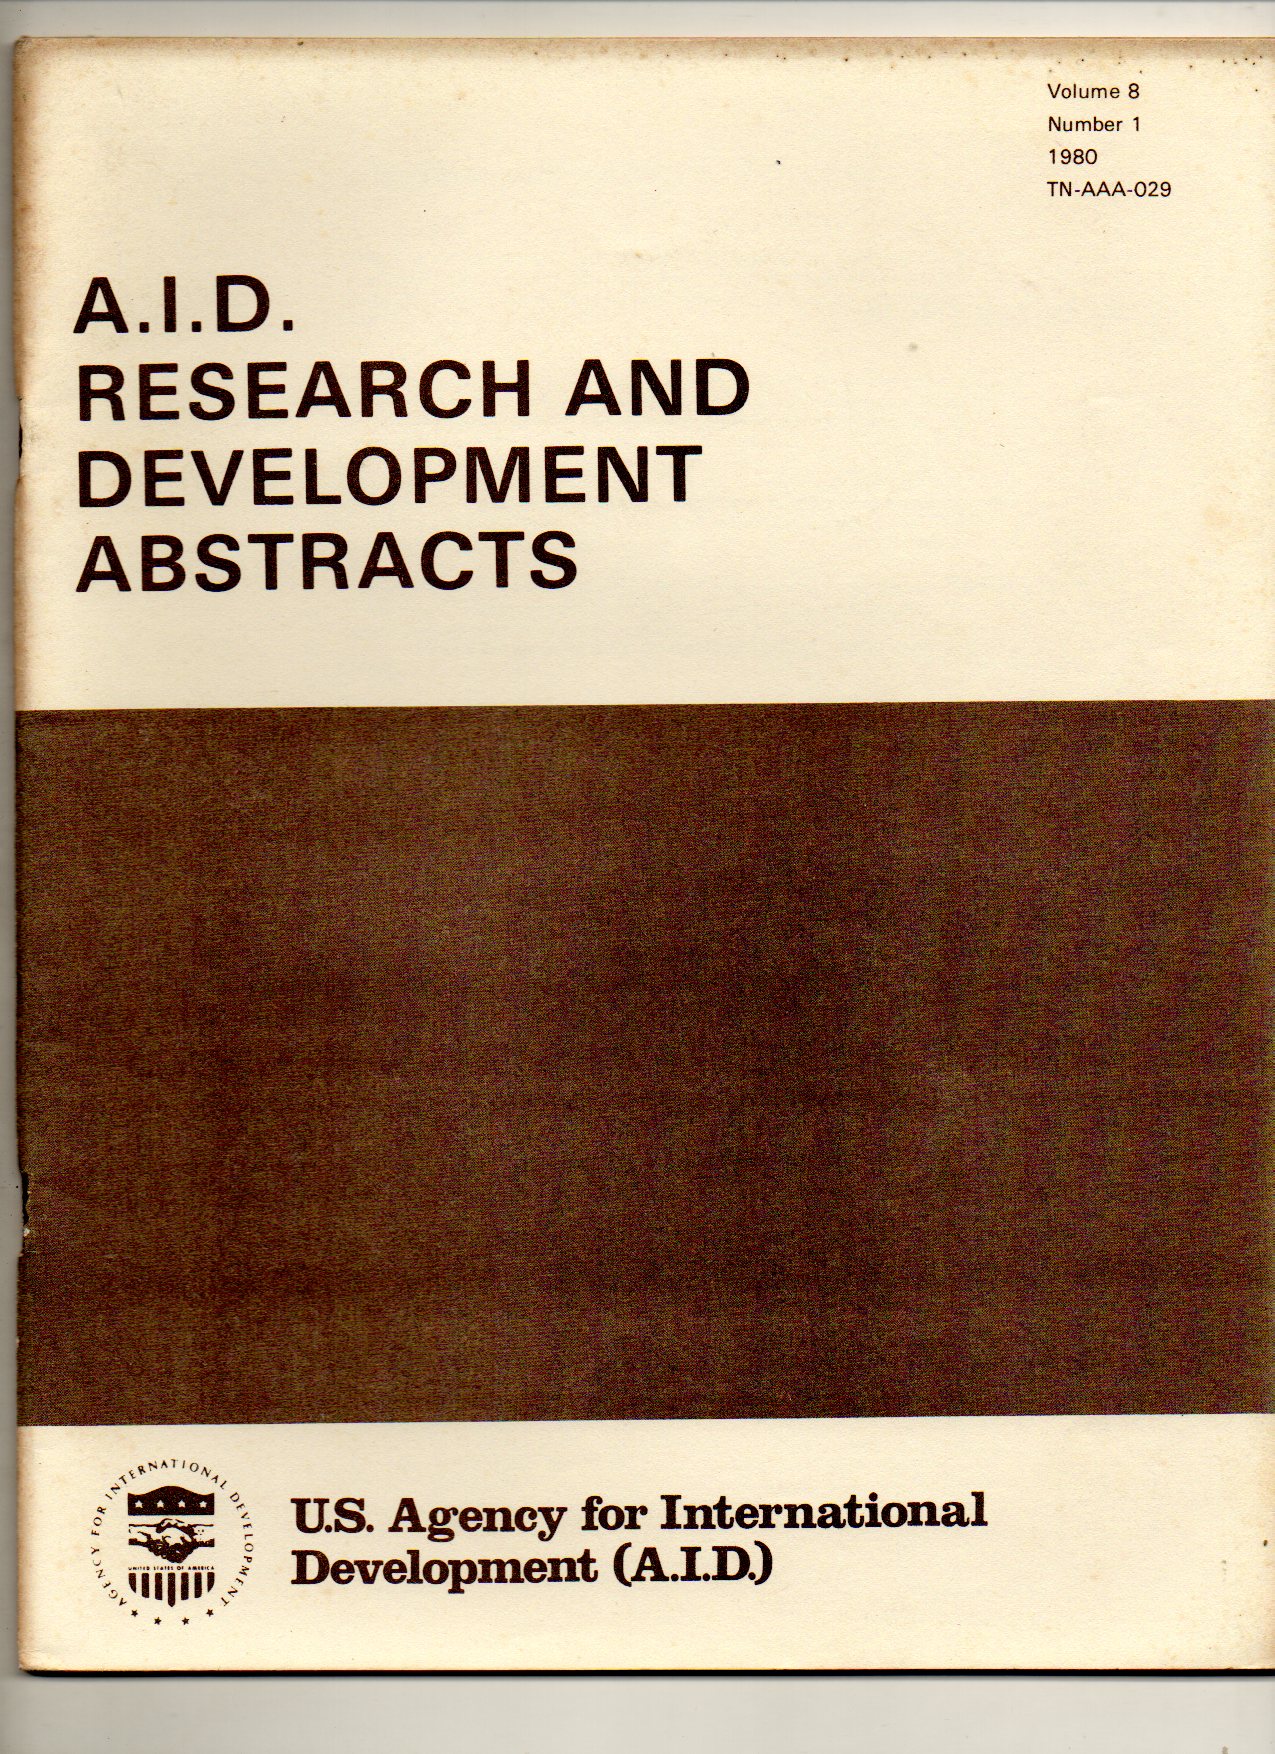 Volume 8
Number 1
1980
TN-AAA-029
A.I.D.
RESEARCH AND
DEVELOPMENT
ABSTRACTS
AGENCY FOR INTERNATIONAL DEVELOPMENT
UNITED STATES OF AMERICA
U.S. Agency for International
Development (A.I.D.)